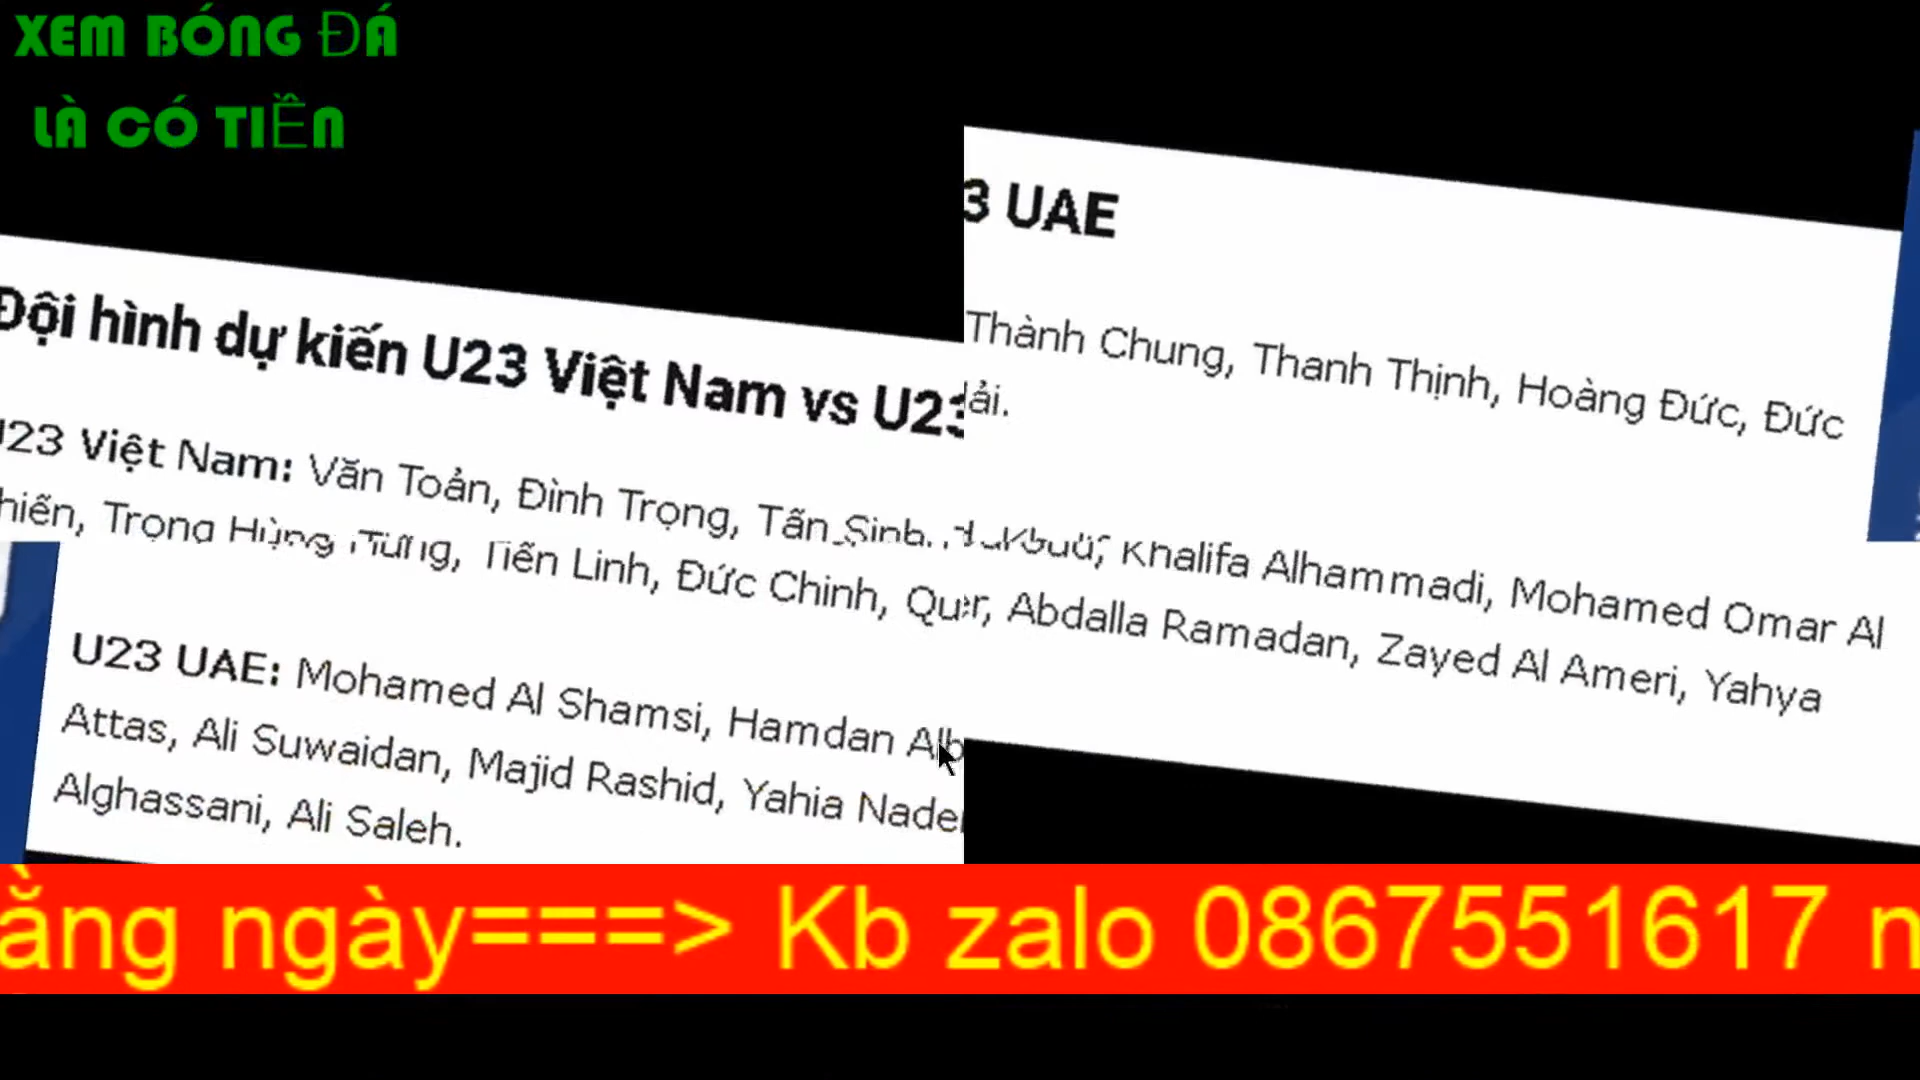 XEM BÓNG ĐÁ
LÀ CÓ TIỀN
Đội hình dự kiến U23 Việt Nam vs U23
3 UAE
U23 Việt Nam: Văn Toản, Đình Trọng, Tấn Sinh,
Thành Chung, Thanh Thịnh, Hoàng Đức, Đức
Trọng Hùng, Tiến Linh, Đức Chinh,
ải.
U23 UAE: Mohamed Al Shamsi, Hamdan
Khalifa Alhammadi, Mohamed Omar Al
Attas, Ali Suwaidan, Majid Rashid, Yahia Nader
r, Abdalla Ramadan, Zayed Al Ameri, Yahya
Alghassani, Ali Saleh.
ằng ngày===> Kb zalo 0867551617 n